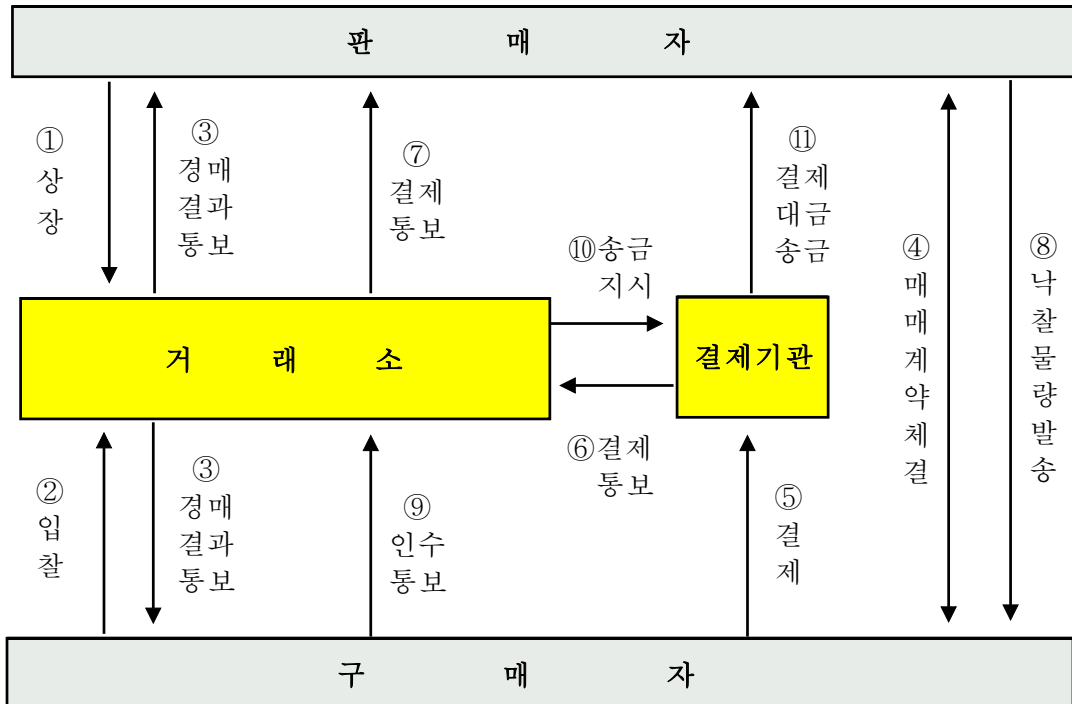 판 매 자
①
상
장
③
경매
결과
통보
⑦
결제
통보
⑪
결제
대금
송금
⑩송금
지시
④
매
매
계
약
체
결
⑧
낙
찰
물
량
발
송
거 래 소
결제기관
②
입
찰
③
경매
결과
통보
⑨
인수
통보
⑥결제
통보
⑤
결
제
구 매 자